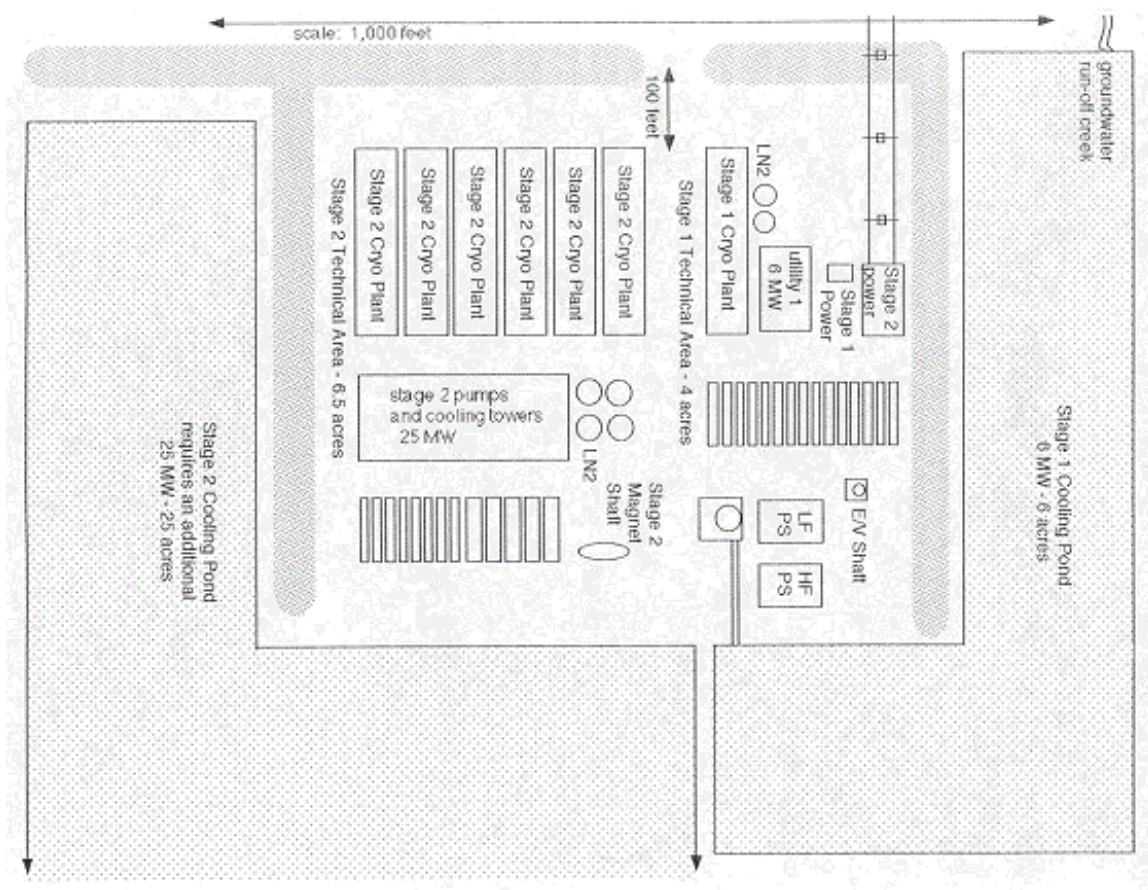 scale: 1,000 feet
groundwater
run-off creek
100 feet
LN2
Stage 2 Cryo Plant
Stage 2 Cryo Plant
Stage 2 Cryo Plant
Stage 2 Cryo Plant
Stage 2 Cryo Plant
Stage 2 Cryo Plant
Stage 1 Cryo Plant
Stage 2 Technical Area - 6.5 acres
Stage 1 Technical Area - 4 acres
utility 1
6 MW
Stage 1
Power
Stage 2
power
stage 2 pumps
and cooling towers
25 MW
LN2
Stage 2
Magnet
Shaft
LF
PS
HF
PS
E/V Shaft
Stage 1 Cooling Pond
6 MW - 6 acres
Stage 2 Cooling Pond
requires an additional
25 MW - 25 acres